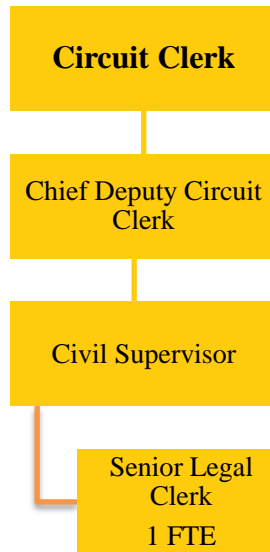 Circuit Clerk
Chief Deputy Circuit
Clerk
Civil Supervisor
Senior Legal
Clerk
1 FTE